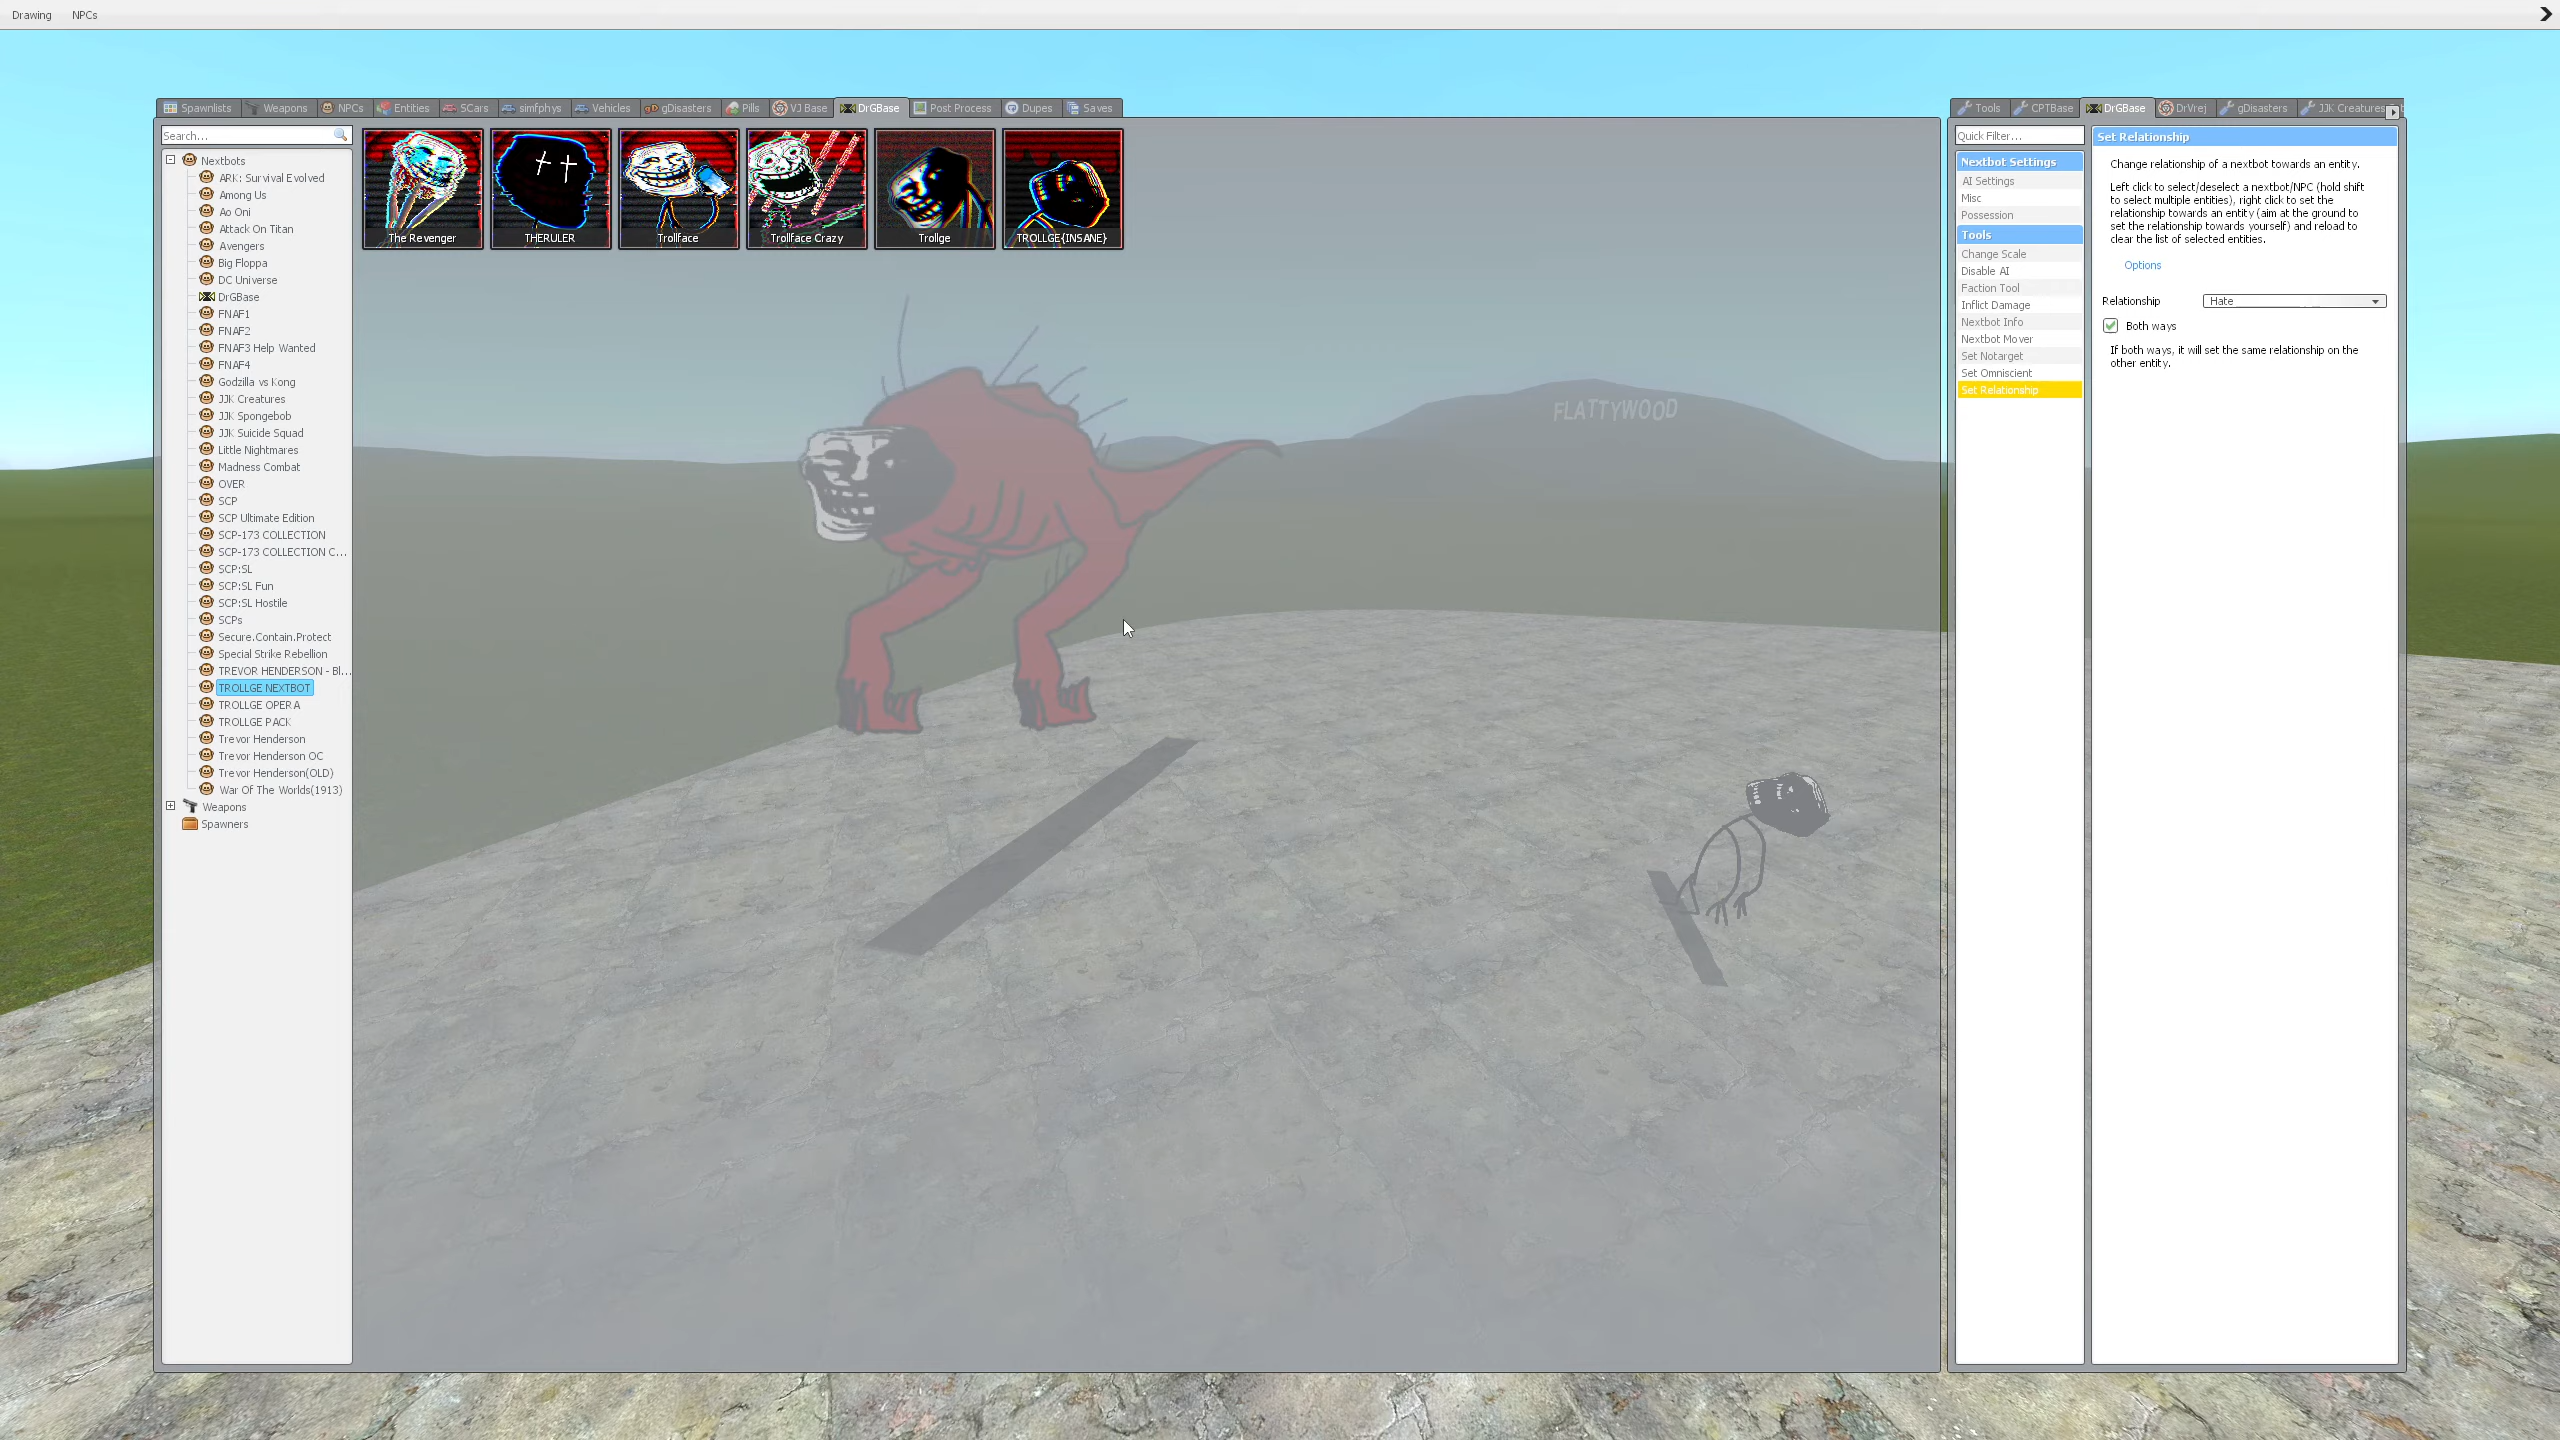 Drawing NPCs
Spawnlists Weapons NPCs Entities SCars simfphys Vehicles gDisasters Pills VJ Base DrGBase Post Process Dupes Saves
Search...
Nextbots
ARK: Survival Evolved
Among Us
Ao Oni
Attack On Titan
Avengers
Big Floppa
DC Universe
DrGBase
FNAF1
FNAF2
FNAF3 Help Wanted
FNAF4
Godzilla vs Kong
JJK Creatures
JJK Spongebob
JJK Suicide Squad
Little Nightmares
Madness Combat
OVER
SCP
SCP Ultimate Edition
SCP-173 COLLECTION
SCP-173 COLLECTION C...
SCP:SL
SCP:SL Fun
SCP:SL Hostile
SCPs
Secure.Contain.Protect
Special Strike Rebellion
TREVOR HENDERSON - Bl...
TROLLGE NEXTBOT
TROLLGE OPERA
TROLLGE PACK
Trevor Henderson
Trevor Henderson OC
Trevor Henderson(OLD)
War Of The Worlds(1913)
Weapons
Spawners
The Revenger THERULER Trollface Trollface Crazy Trollge TROLLGE{INSANE}
FLATTYWOOD
Tools CPTBase DrGBase DrVrej gDisasters JJK Creatures
Quick Filter...
Nextbot Settings
AI Settings
Misc
Possession
Tools
Change Scale
Disable AI
Faction Tool
Inflict Damage
Nextbot Info
Nextbot Mover
Set Notarget
Set Omniscient
Set Relationship
Set Relationship
Change relationship of a nextbot towards an entity.
Left click to select/deselect a nextbot/NPC (hold shift
to select multiple entities), right click to set the
relationship towards an entity (aim at the ground to
set the relationship towards yourself) and reload to
clear the list of selected entities.
Options
Relationship Hate
Both ways
If both ways, it will set the same relationship on the
other entity.